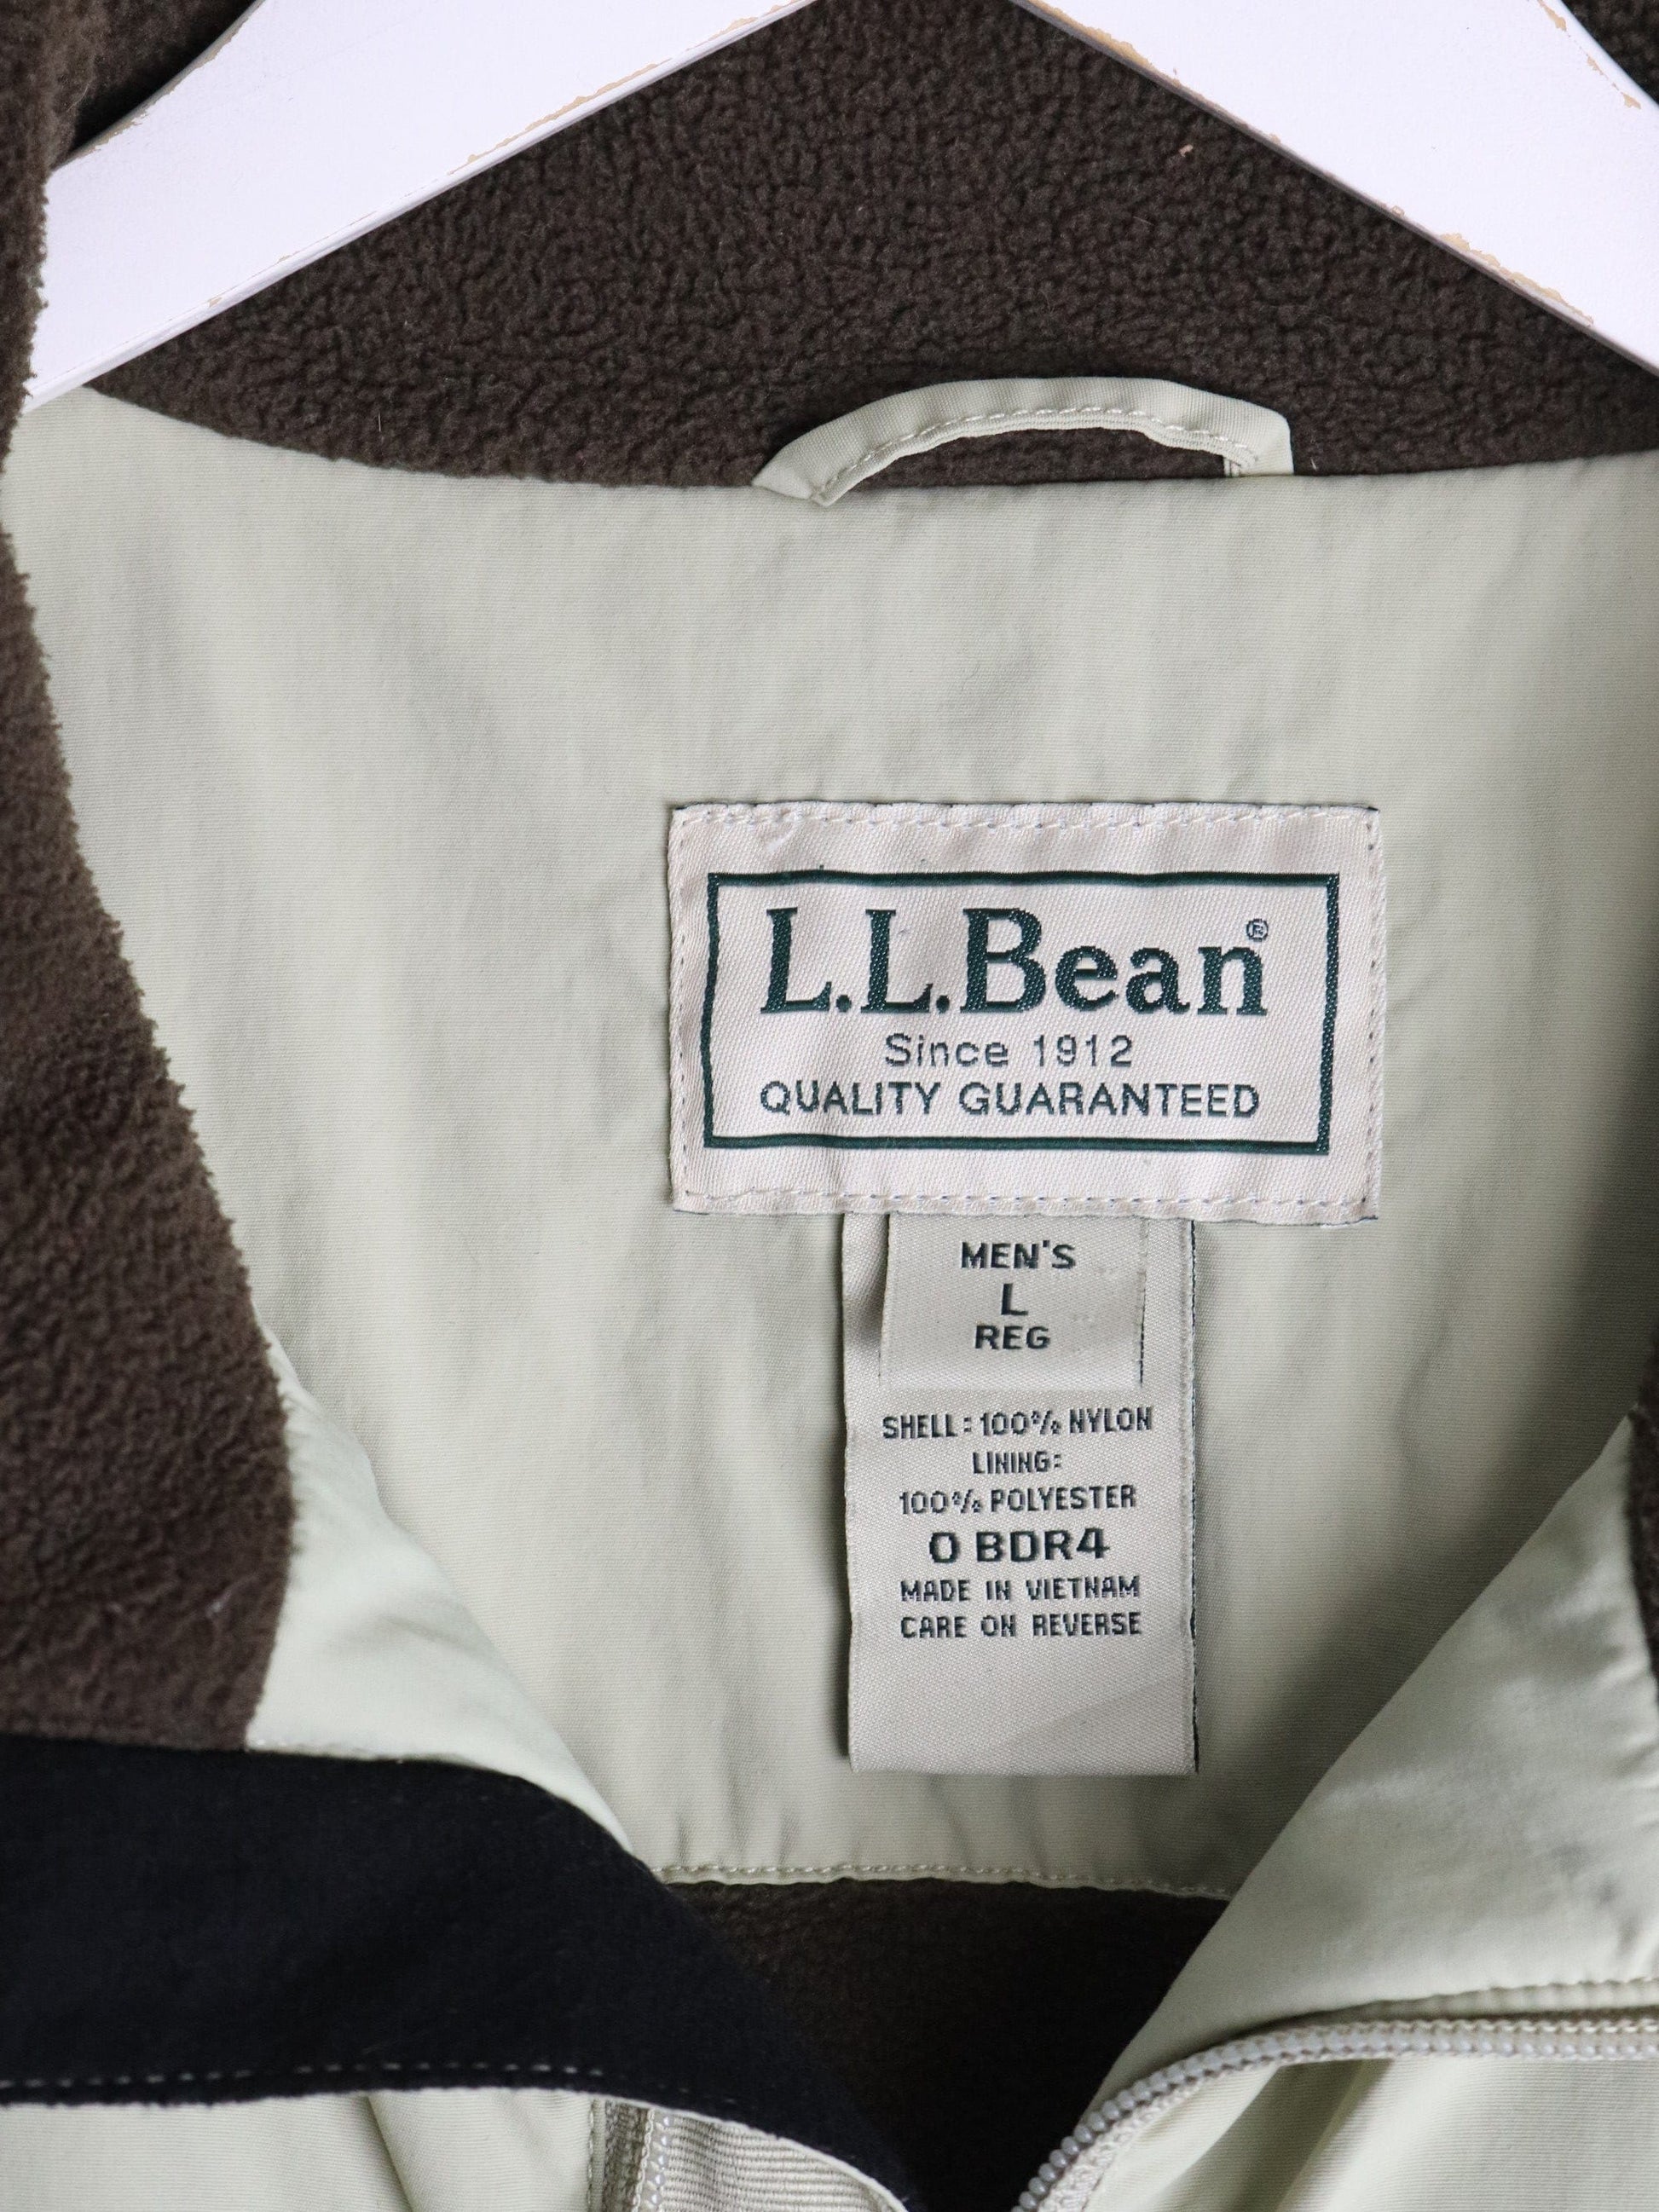 L.L.Bean®
Since 1912
QUALITY GUARANTEED
MEN'S
L
REG
SHELL: 100% NYLON
LINING:
100% POLYESTER
0 BDR4
MADE IN VIETNAM
CARE ON REVERSE